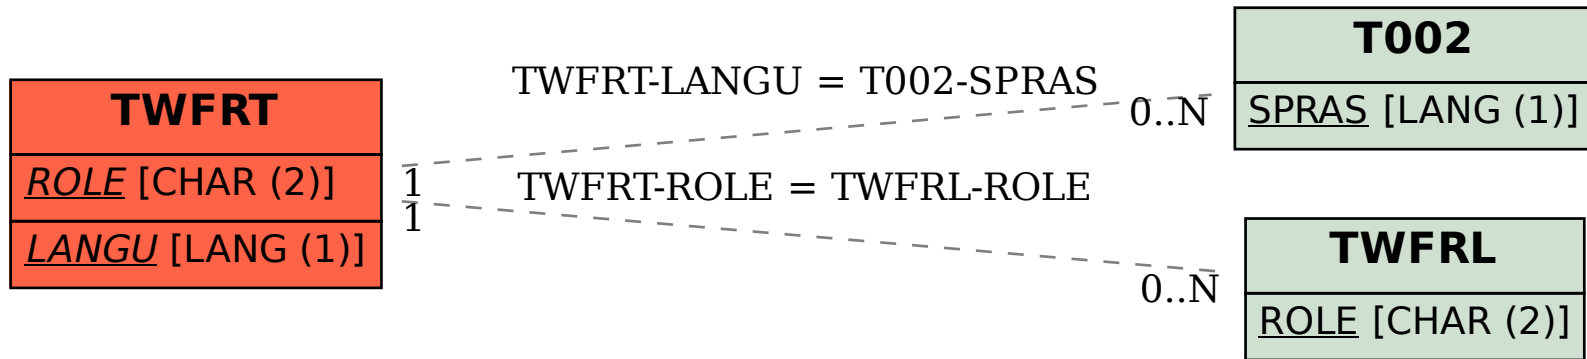 TWFRT
ROLE [CHAR (2)]
LANGU [LANG (1)]
TWFRT-LANGU = T002-SPRAS
1
0..N
TWFRT-ROLE = TWFRL-ROLE
1
0..N
T002
SPRAS [LANG (1)]
TWFRL
ROLE [CHAR (2)]